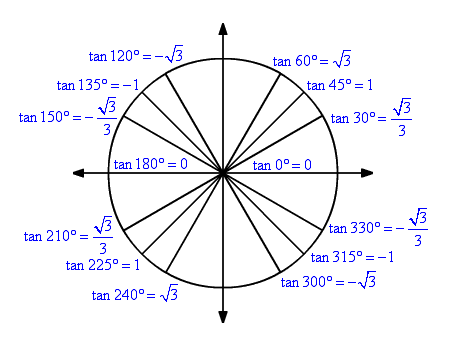 tan 120° = −√3
tan 60° = √3
tan 135° = −1
tan 45° = 1
tan 150° = −√3/3
tan 30° = √3/3
tan 180° = 0
tan 0° = 0
tan 210° = √3/3
tan 330° = −√3/3
tan 225° = 1
tan 315° = −1
tan 240° = √3
tan 300° = −√3